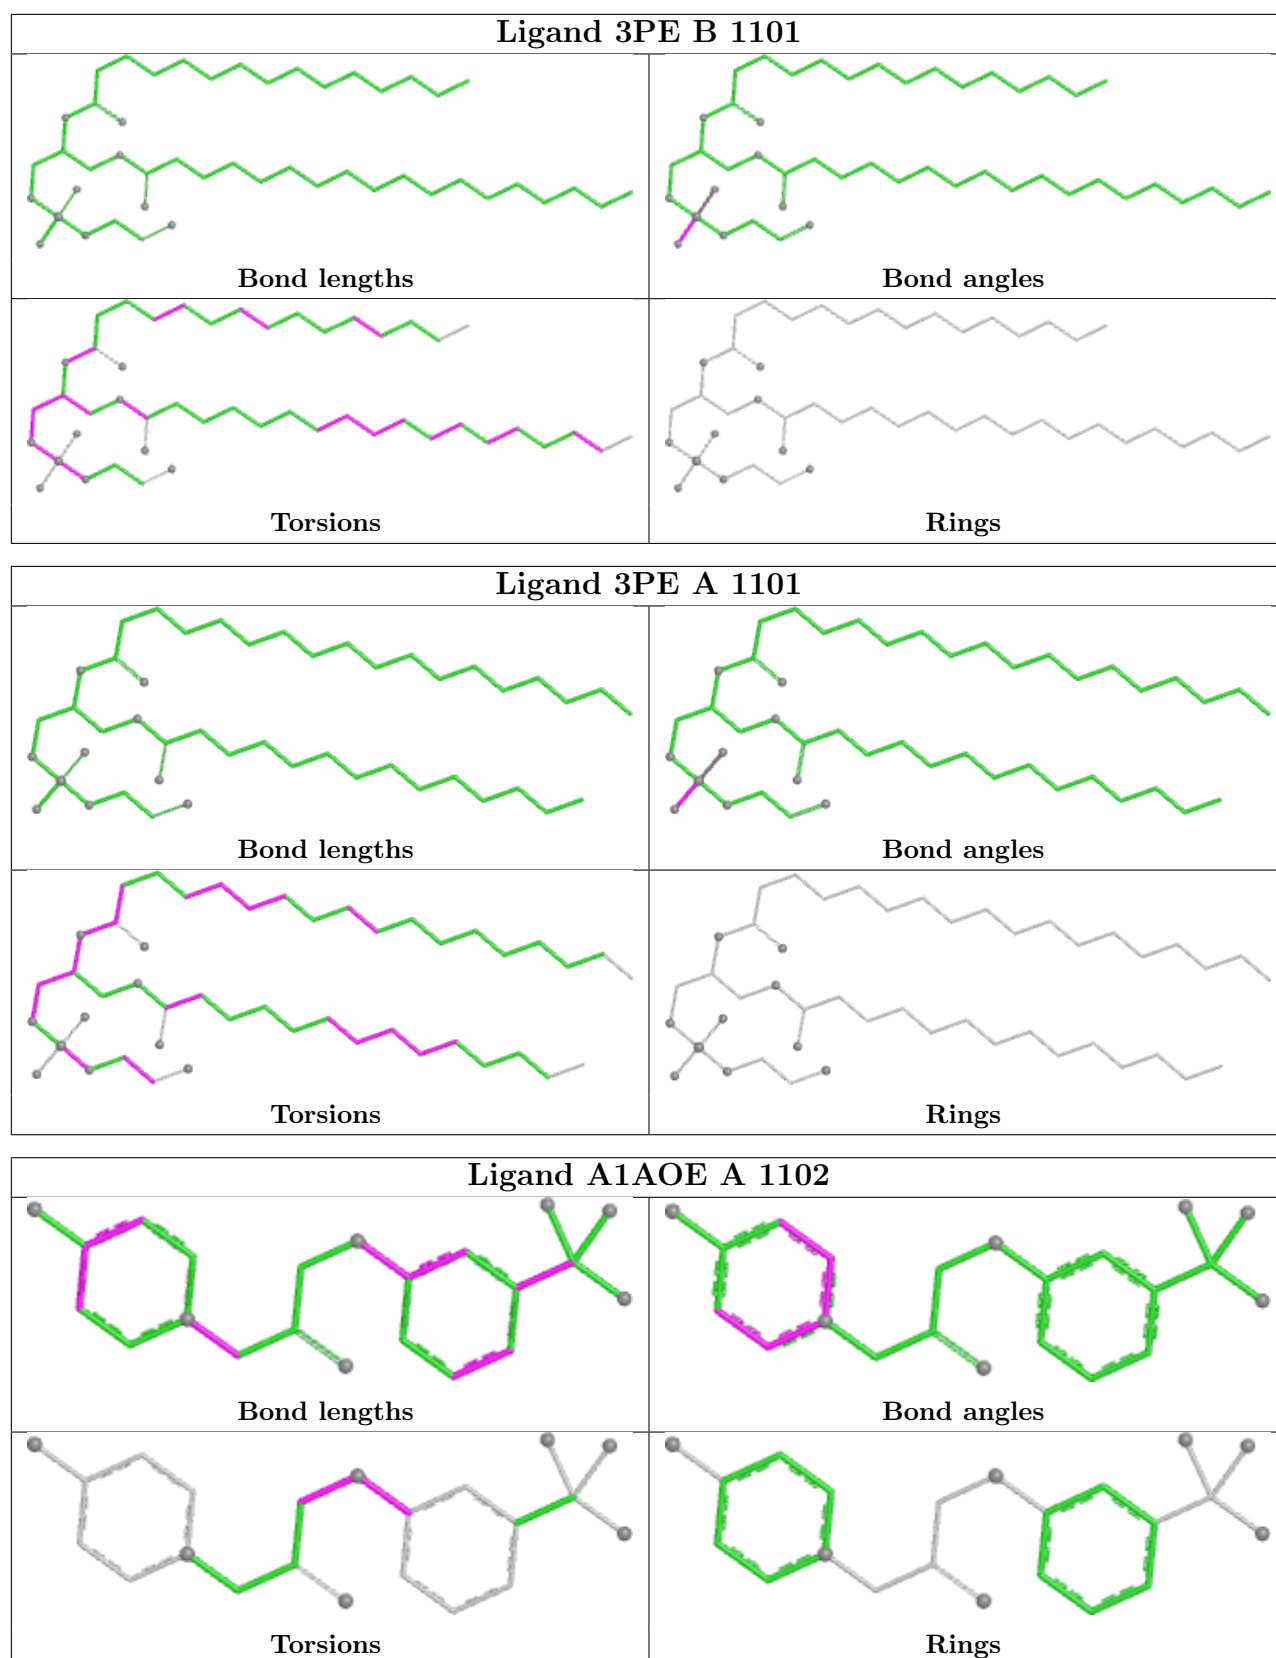 Ligand 3PE B 1101
Bond lengths
Bond angles
Torsions
Rings
Ligand 3PE A 1101
Bond lengths
Bond angles
Torsions
Rings
Ligand A1AOE A 1102
Bond lengths
Bond angles
Torsions
Rings